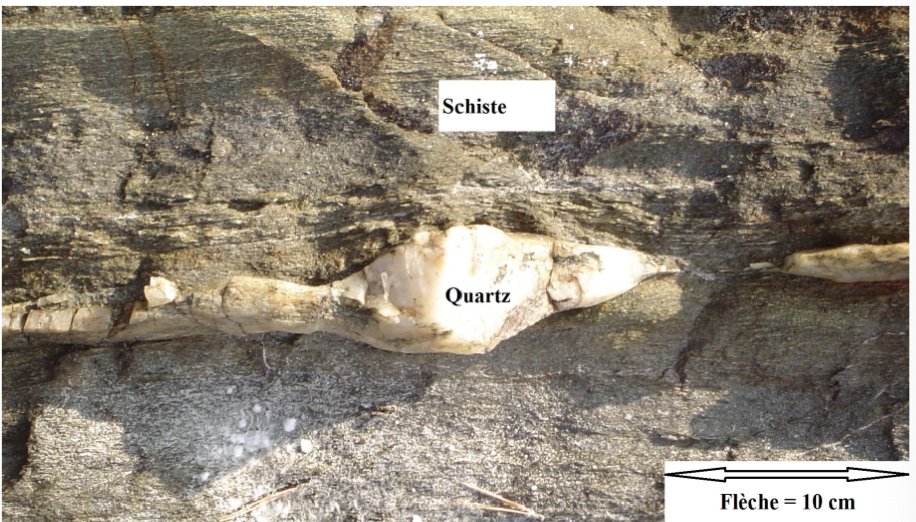 Schiste
Quartz
Flèche = 10 cm